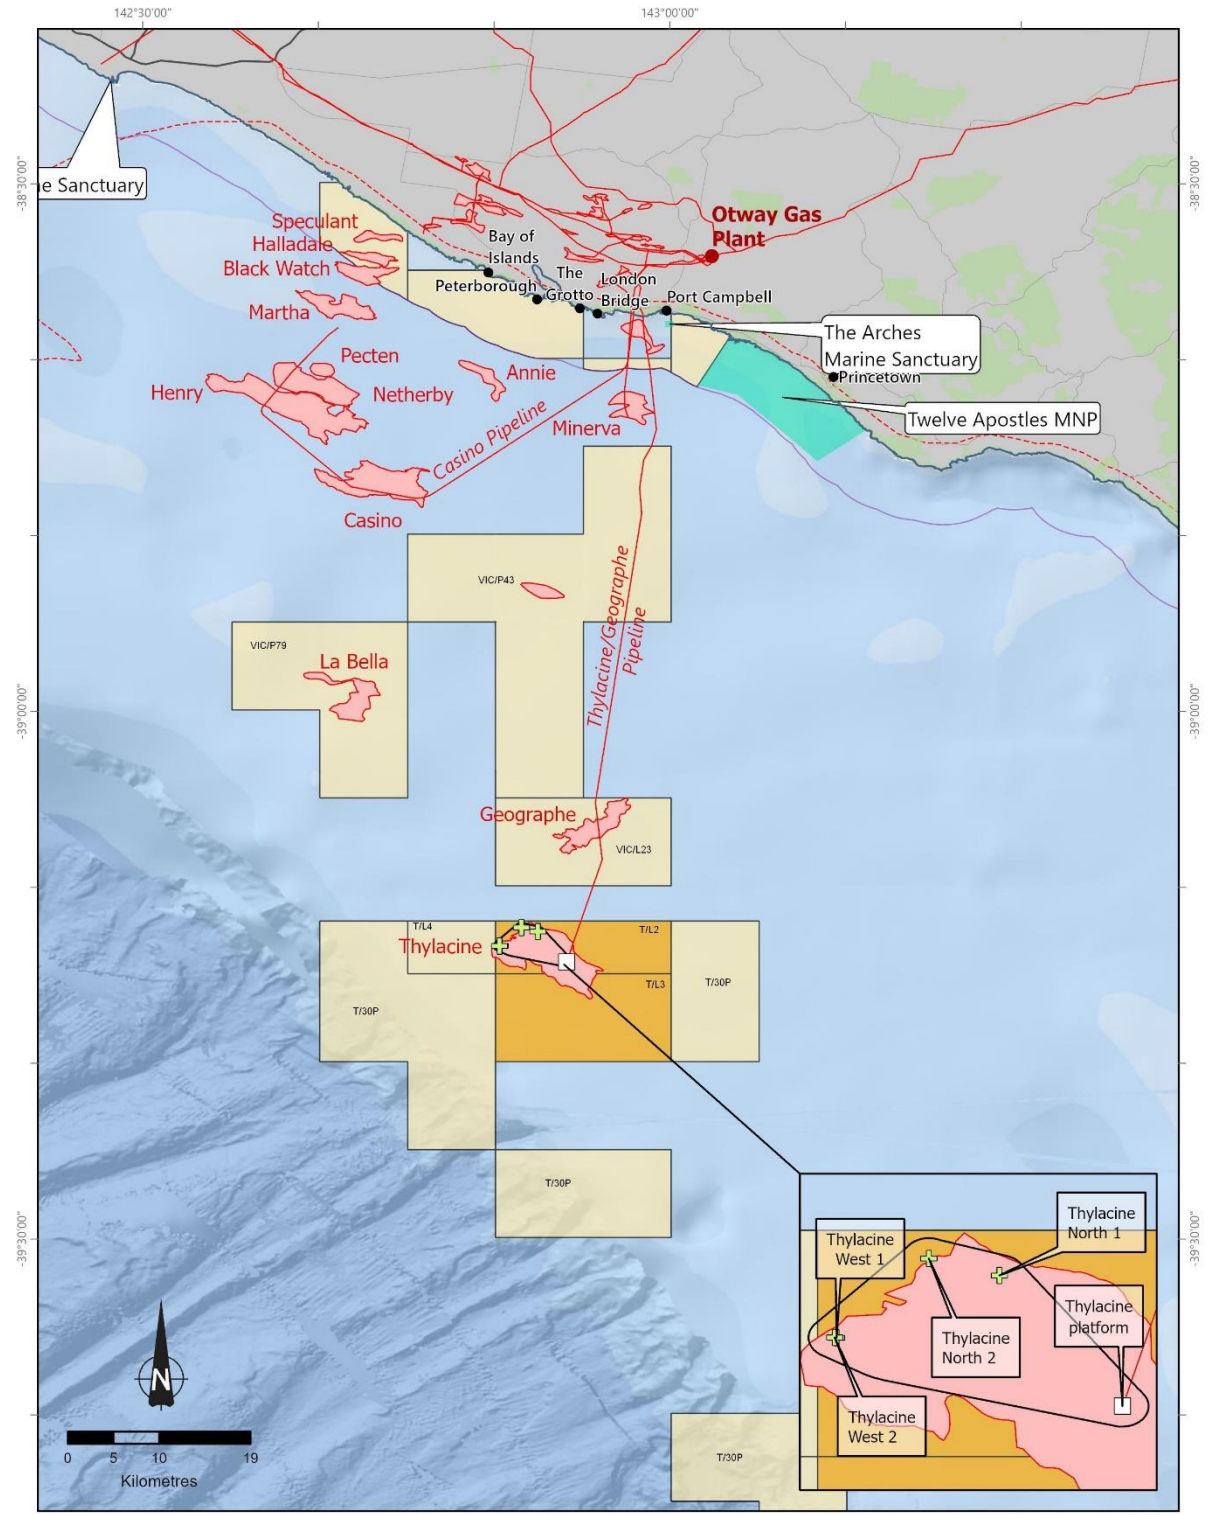 142°30'00"
143°00'00"
-38°30'00"
-38°30'00"
ne Sanctuary
Speculant
Halladale
Black Watch
Martha
Bay of
Islands
Peterborough
The
Grotto
London
Bridge
Otway Gas
Plant
Port Campbell
The Arches
Marine Sanctuary
Princetown
Twelve Apostles MNP
Pecten
Henry
Netherby
Annie
Minerva
Casino Pipeline
Casino
VIC/P43
Thylacine/Geographe
Pipeline
VIC/P79
La Bella
-39°00'00"
-39°00'00"
Geographe
VIC/L23
T/L4
T/L2
Thylacine
T/L3
T/30P
T/30P
T/30P
-39°30'00"
-39°30'00"
Thylacine
North 1
Thylacine
West 1
Thylacine
platform
Thylacine
North 2
Thylacine
West 2
T/30P
N
0 5 10 19
Kilometres